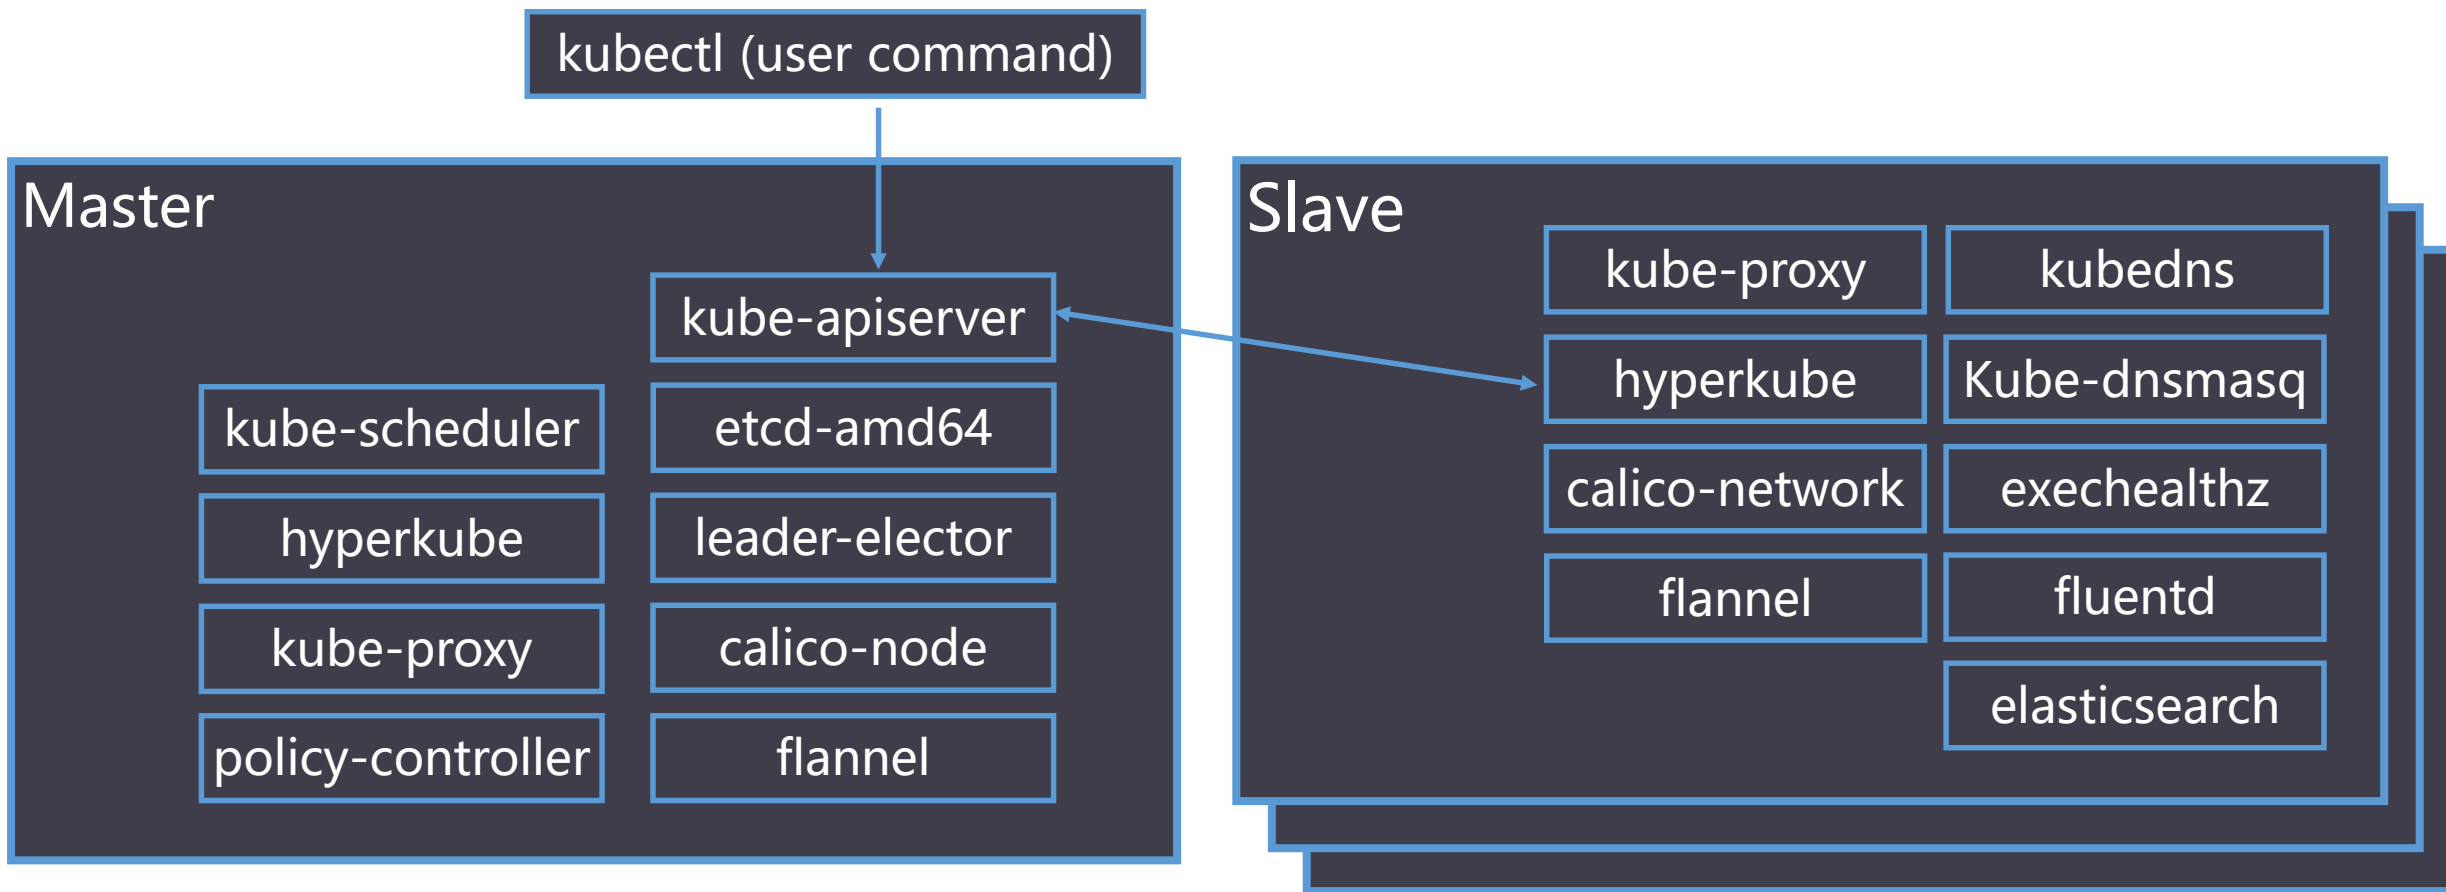 kubectl (user command)
Master
kube-apiserver
kube-scheduler
etcd-amd64
hyperkube
leader-elector
kube-proxy
calico-node
policy-controller
flannel
Slave
kube-proxy
kubedns
hyperkube
Kube-dnsmasq
calico-network
exechealthz
flannel
fluentd
elasticsearch